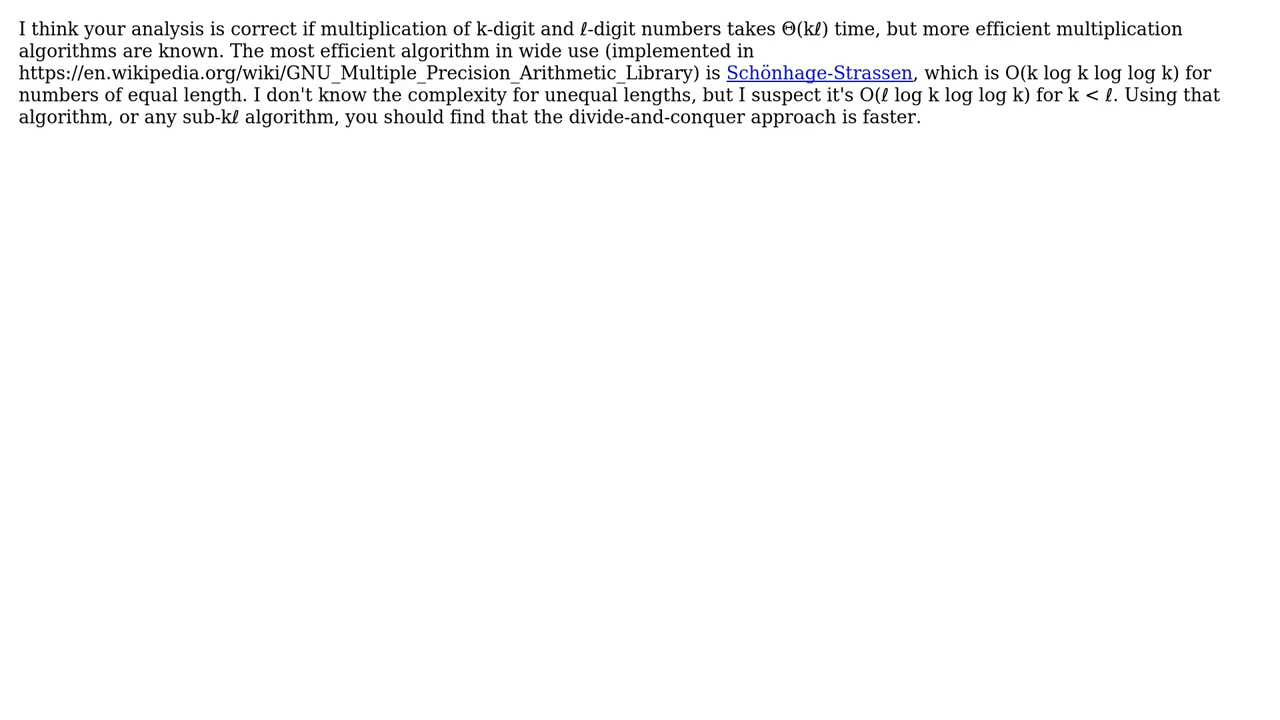 I think your analysis is correct if multiplication of k-digit and ℓ-digit numbers takes Θ(kℓ) time, but more efficient multiplication
algorithms are known. The most efficient algorithm in wide use (implemented in
https://en.wikipedia.org/wiki/GNU_Multiple_Precision_Arithmetic_Library) is Schönhage-Strassen, which is O(k log k log log k) for
numbers of equal length. I don't know the complexity for unequal lengths, but I suspect it's O(ℓ log k log log k) for k < ℓ. Using that
algorithm, or any sub-kℓ algorithm, you should find that the divide-and-conquer approach is faster.